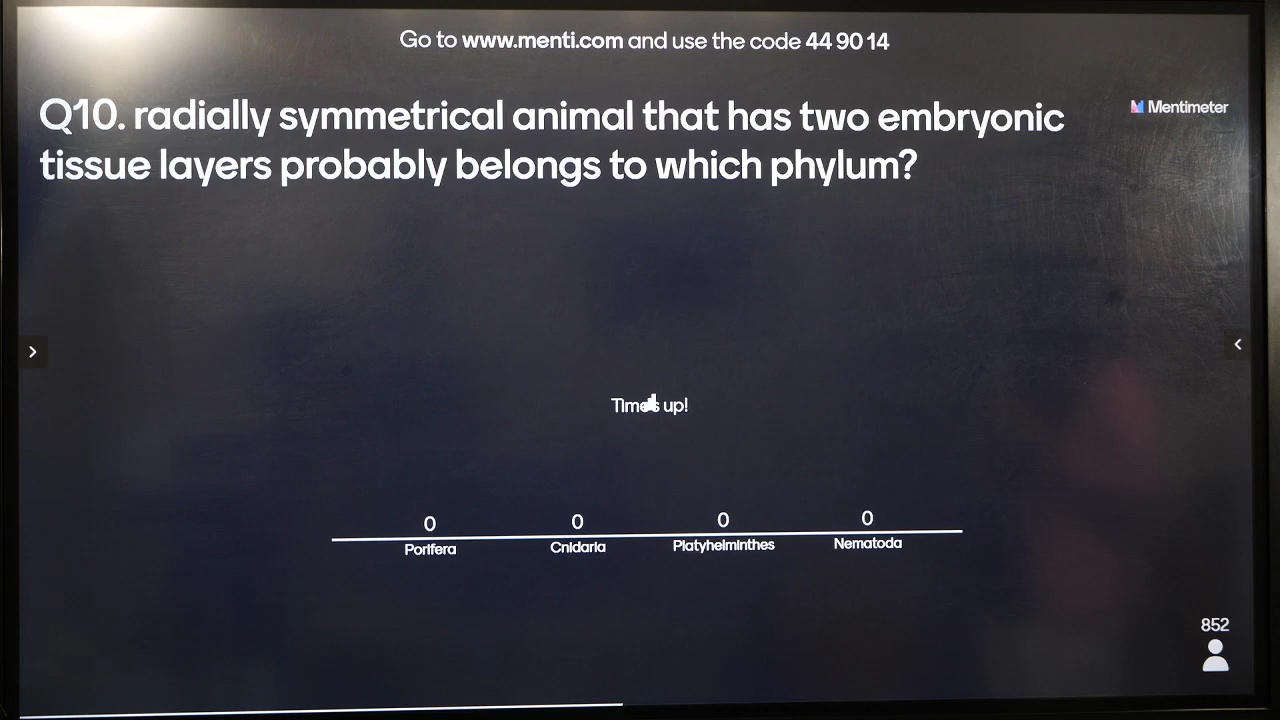 Go to www.menti.com and use the code 44 90 14
Q10. radially symmetrical animal that has two embryonic
tissue layers probably belongs to which phylum?
Mentimeter
Time's up!
0 0 0 0
Porifera Cnidaria Platyhelminthes Nematoda
852